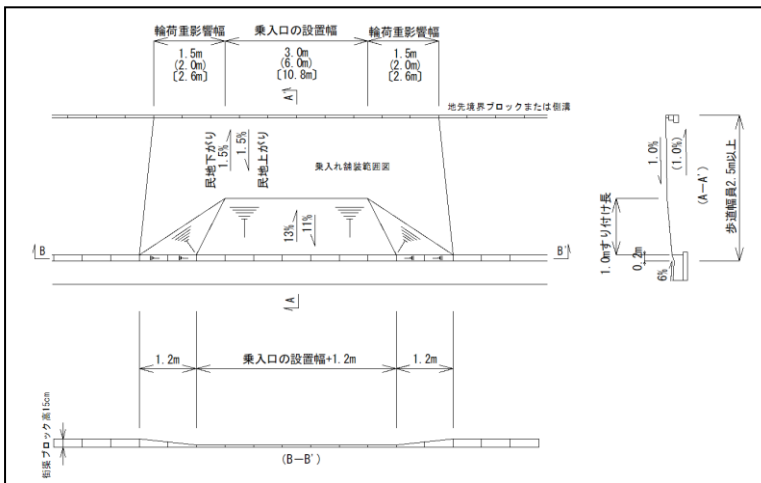 輪荷重影響幅 乗入口の設置幅 輪荷重影響幅
1.5m 3.0m 1.5m
(2.0m) (6.0m) (2.0m)
〔2.6m〕 〔10.8m〕 〔2.6m〕
A'
地先境界ブロックまたは側溝
民地下がり
1.5%
1.5%
民地上がり
乗入れ舗装範囲図
13%
11%
B
B'
A
1.0%
(1.0%)
(A-A')
歩道幅員2.5m以上
1.0mすり付け長
0.2m
6%
1.2m 乗入口の設置幅+1.2m 1.2m
街渠ブロック高15cm
(B-B')